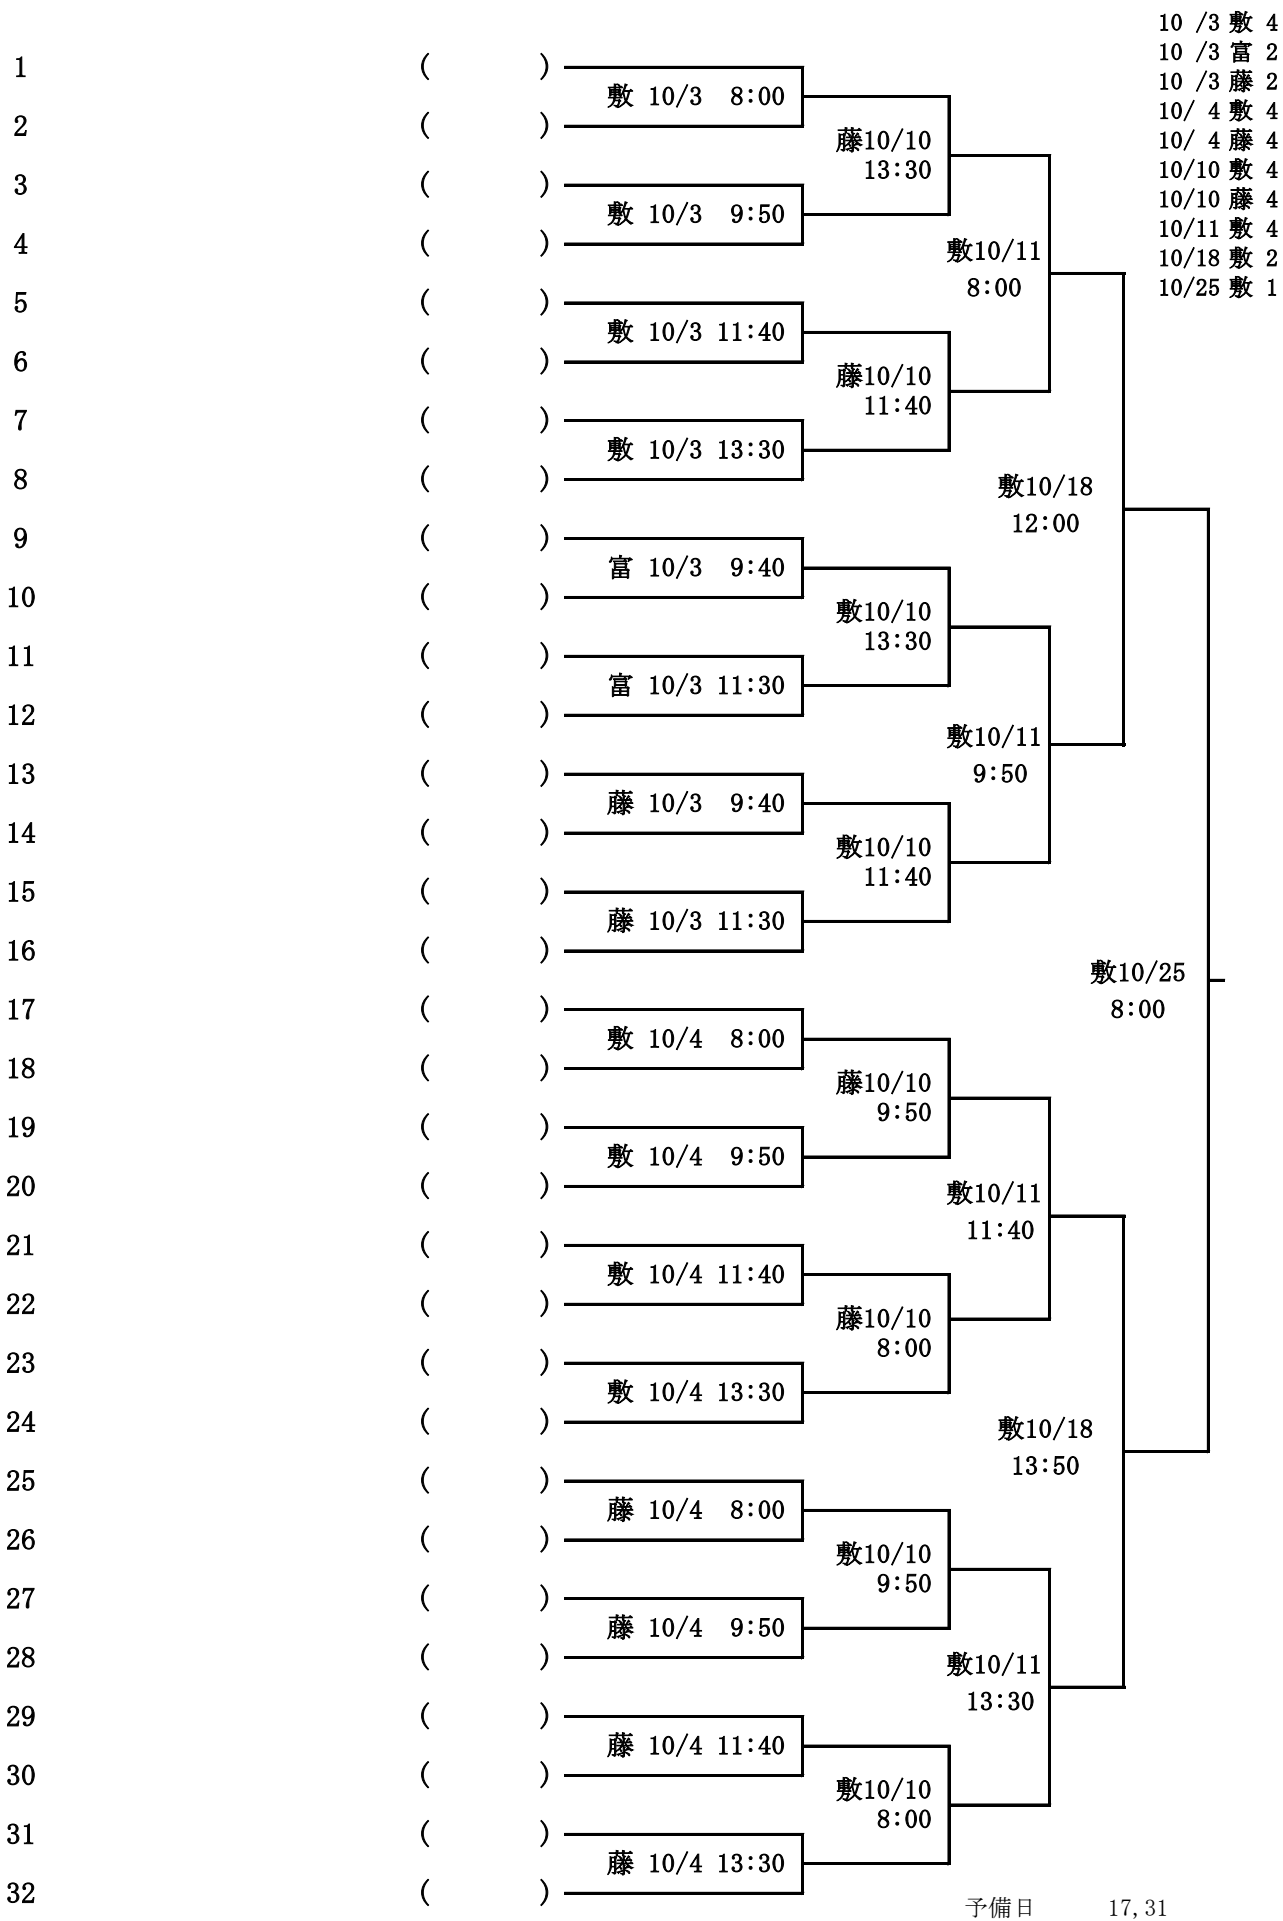 10 /3 敷 4
10 /3 富 2
10 /3 藤 2
10/ 4 敷 4
10/ 4 藤 4
10/10 敷 4
10/10 藤 4
10/11 敷 4
10/18 敷 2
10/25 敷 1
1 ( )
敷 10/3 8:00
2 ( )
藤10/10
13:30
3 ( )
敷 10/3 9:50
4 ( )
敷10/11
8:00
5 ( )
敷 10/3 11:40
6 ( )
藤10/10
11:40
7 ( )
敷 10/3 13:30
8 ( )
敷10/18
12:00
9 ( )
富 10/3 9:40
10 ( )
敷10/10
13:30
11 ( )
富 10/3 11:30
12 ( )
敷10/11
9:50
13 ( )
藤 10/3 9:40
14 ( )
敷10/10
11:40
15 ( )
藤 10/3 11:30
16 ( )
敷10/25
8:00
17 ( )
敷 10/4 8:00
18 ( )
藤10/10
9:50
19 ( )
敷 10/4 9:50
20 ( )
敷10/11
11:40
21 ( )
敷 10/4 11:40
22 ( )
藤10/10
8:00
23 ( )
敷 10/4 13:30
24 ( )
敷10/18
13:50
25 ( )
藤 10/4 8:00
26 ( )
敷10/10
9:50
27 ( )
藤 10/4 9:50
28 ( )
敷10/11
13:30
29 ( )
藤 10/4 11:40
30 ( )
敷10/10
8:00
31 ( )
藤 10/4 13:30
32 ( )
予備日 17,31